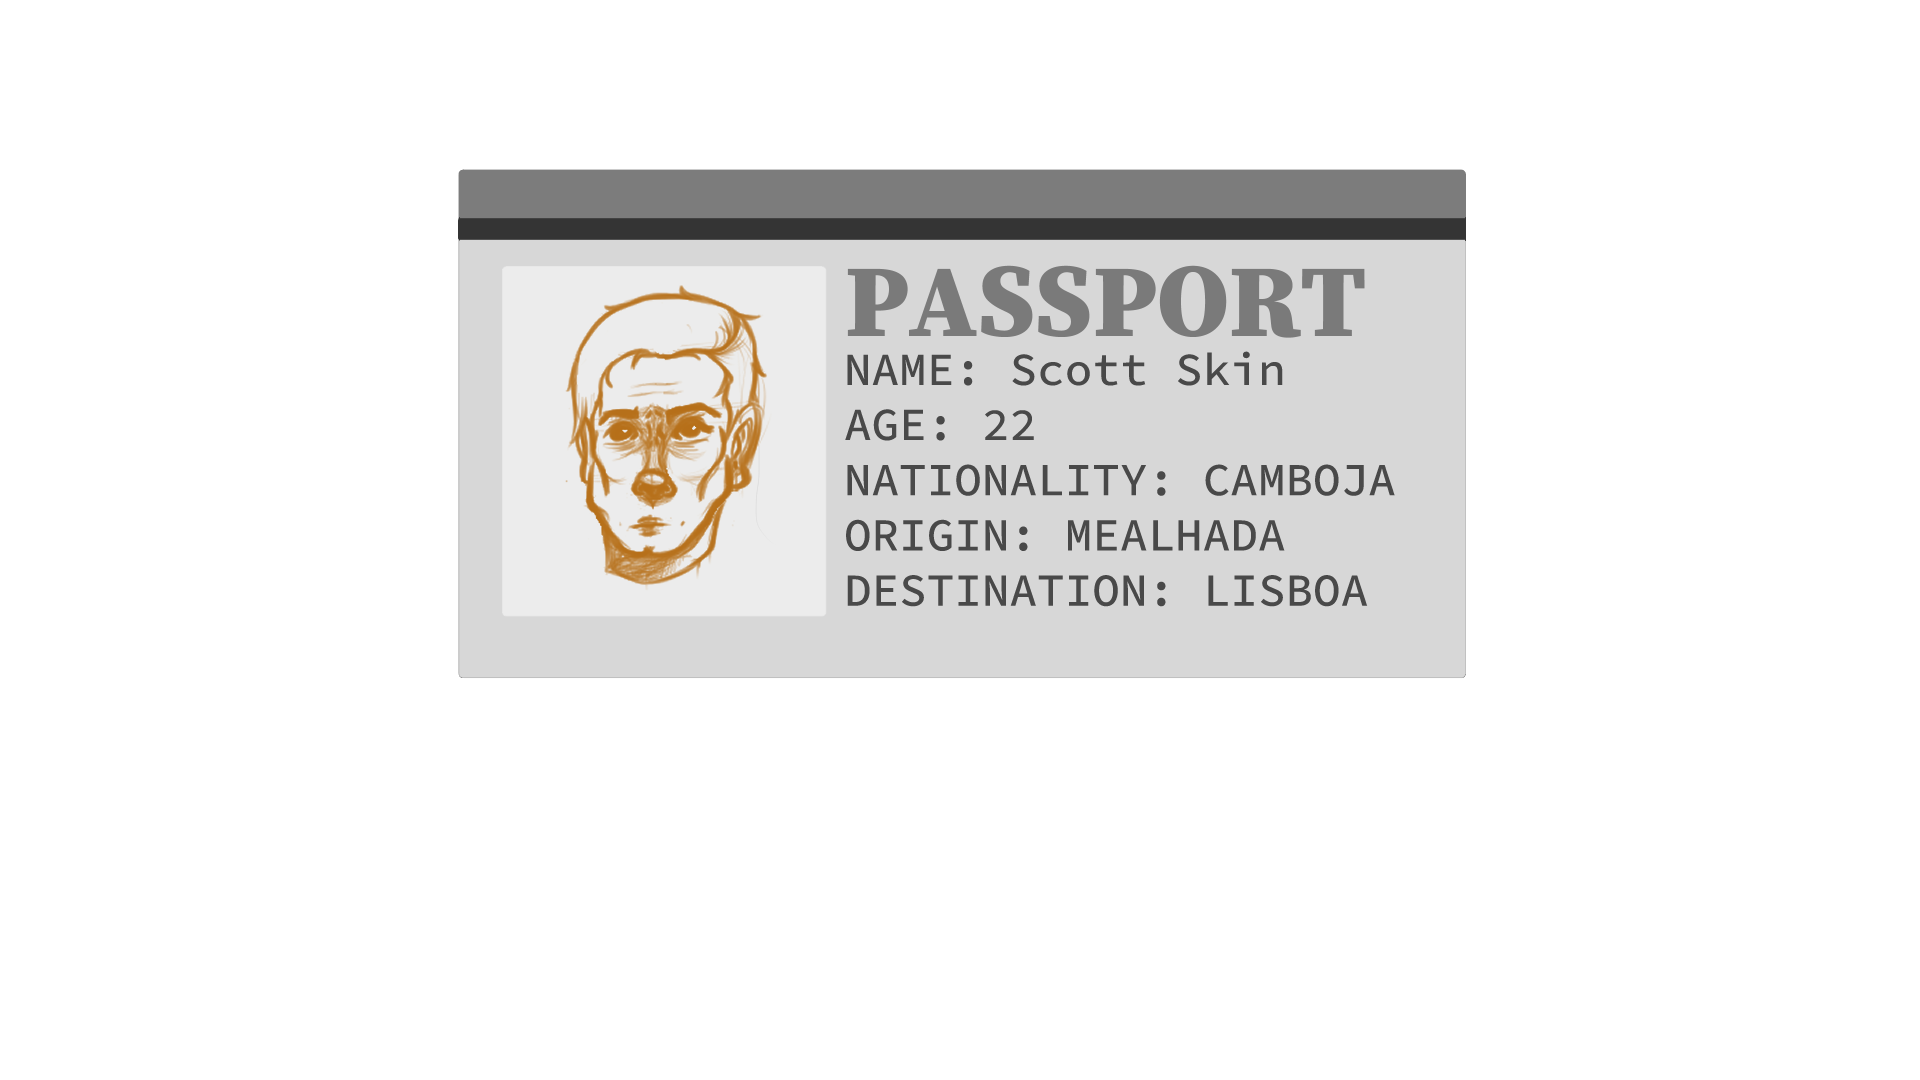 PASSPORT
NAME: Scott Skin
AGE: 22
NATIONALITY: CAMBOJA
ORIGIN: MEALHADA
DESTINATION: LISBOA